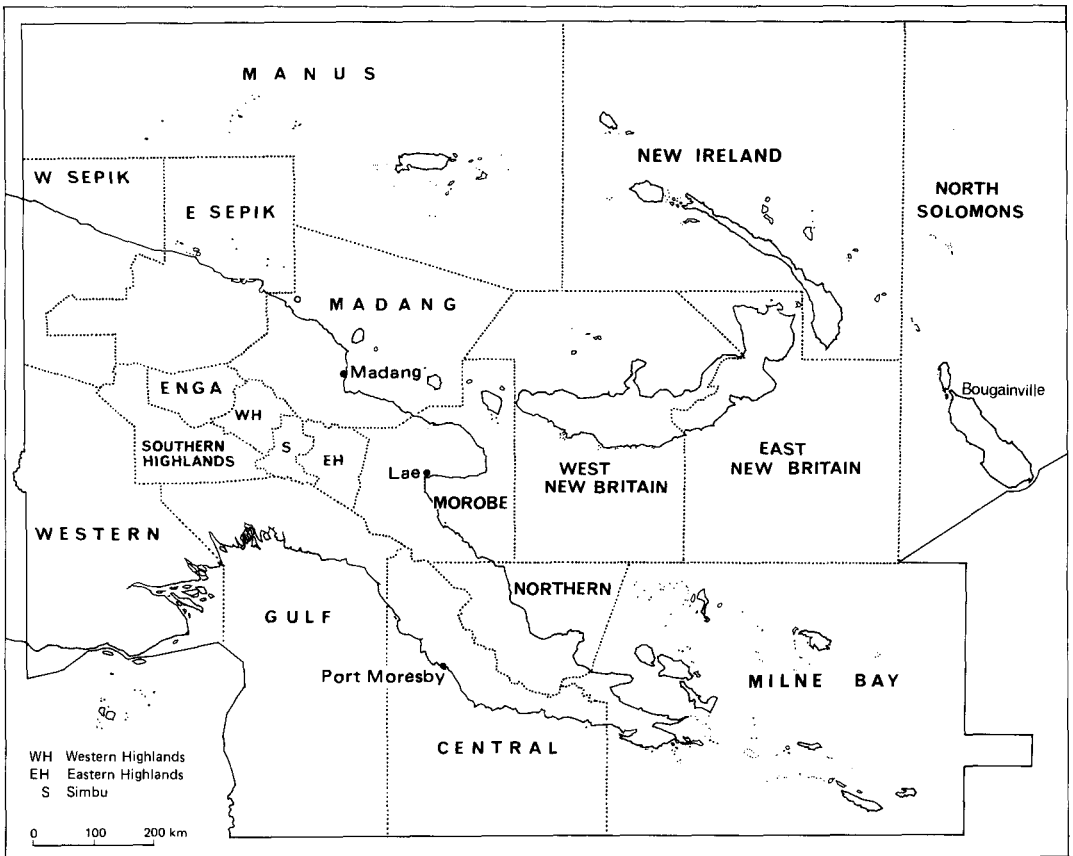 MANUS
W SEPIK
E SEPIK
NEW IRELAND
NORTH
SOLOMONS
MADANG
Madang
ENGA
WH
SOUTHERN
HIGHLANDS
S
EH
Lae
MOROBE
WEST
NEW BRITAIN
EAST
NEW BRITAIN
Bougainville
WESTERN
GULF
NORTHERN
Port Moresby
MILNE BAY
CENTRAL
WH Western Highlands
EH Eastern Highlands
S Simbu
0 100 200 km